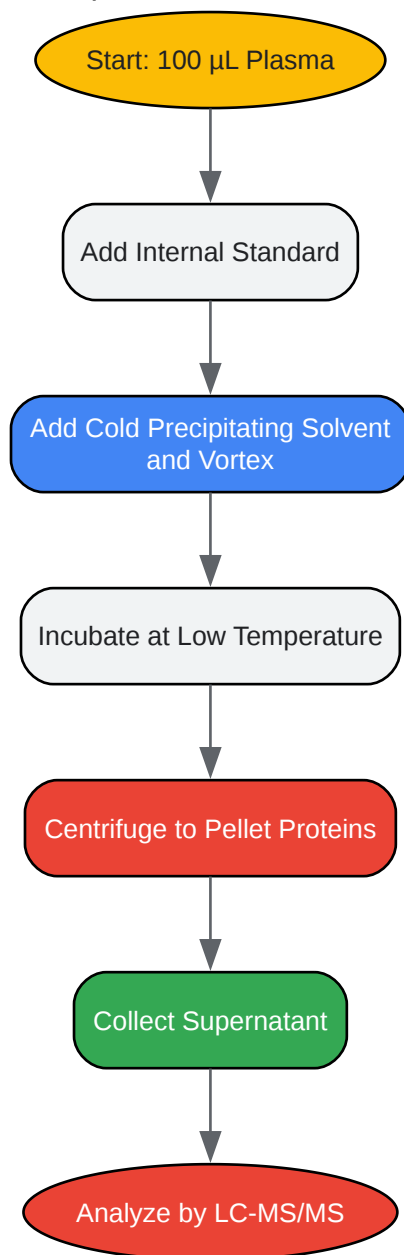 Start: 100 µL Plasma
Add Internal Standard
Add Cold Precipitating Solvent
and Vortex
Incubate at Low Temperature
Centrifuge to Pellet Proteins
Collect Supernatant
Analyze by LC-MS/MS